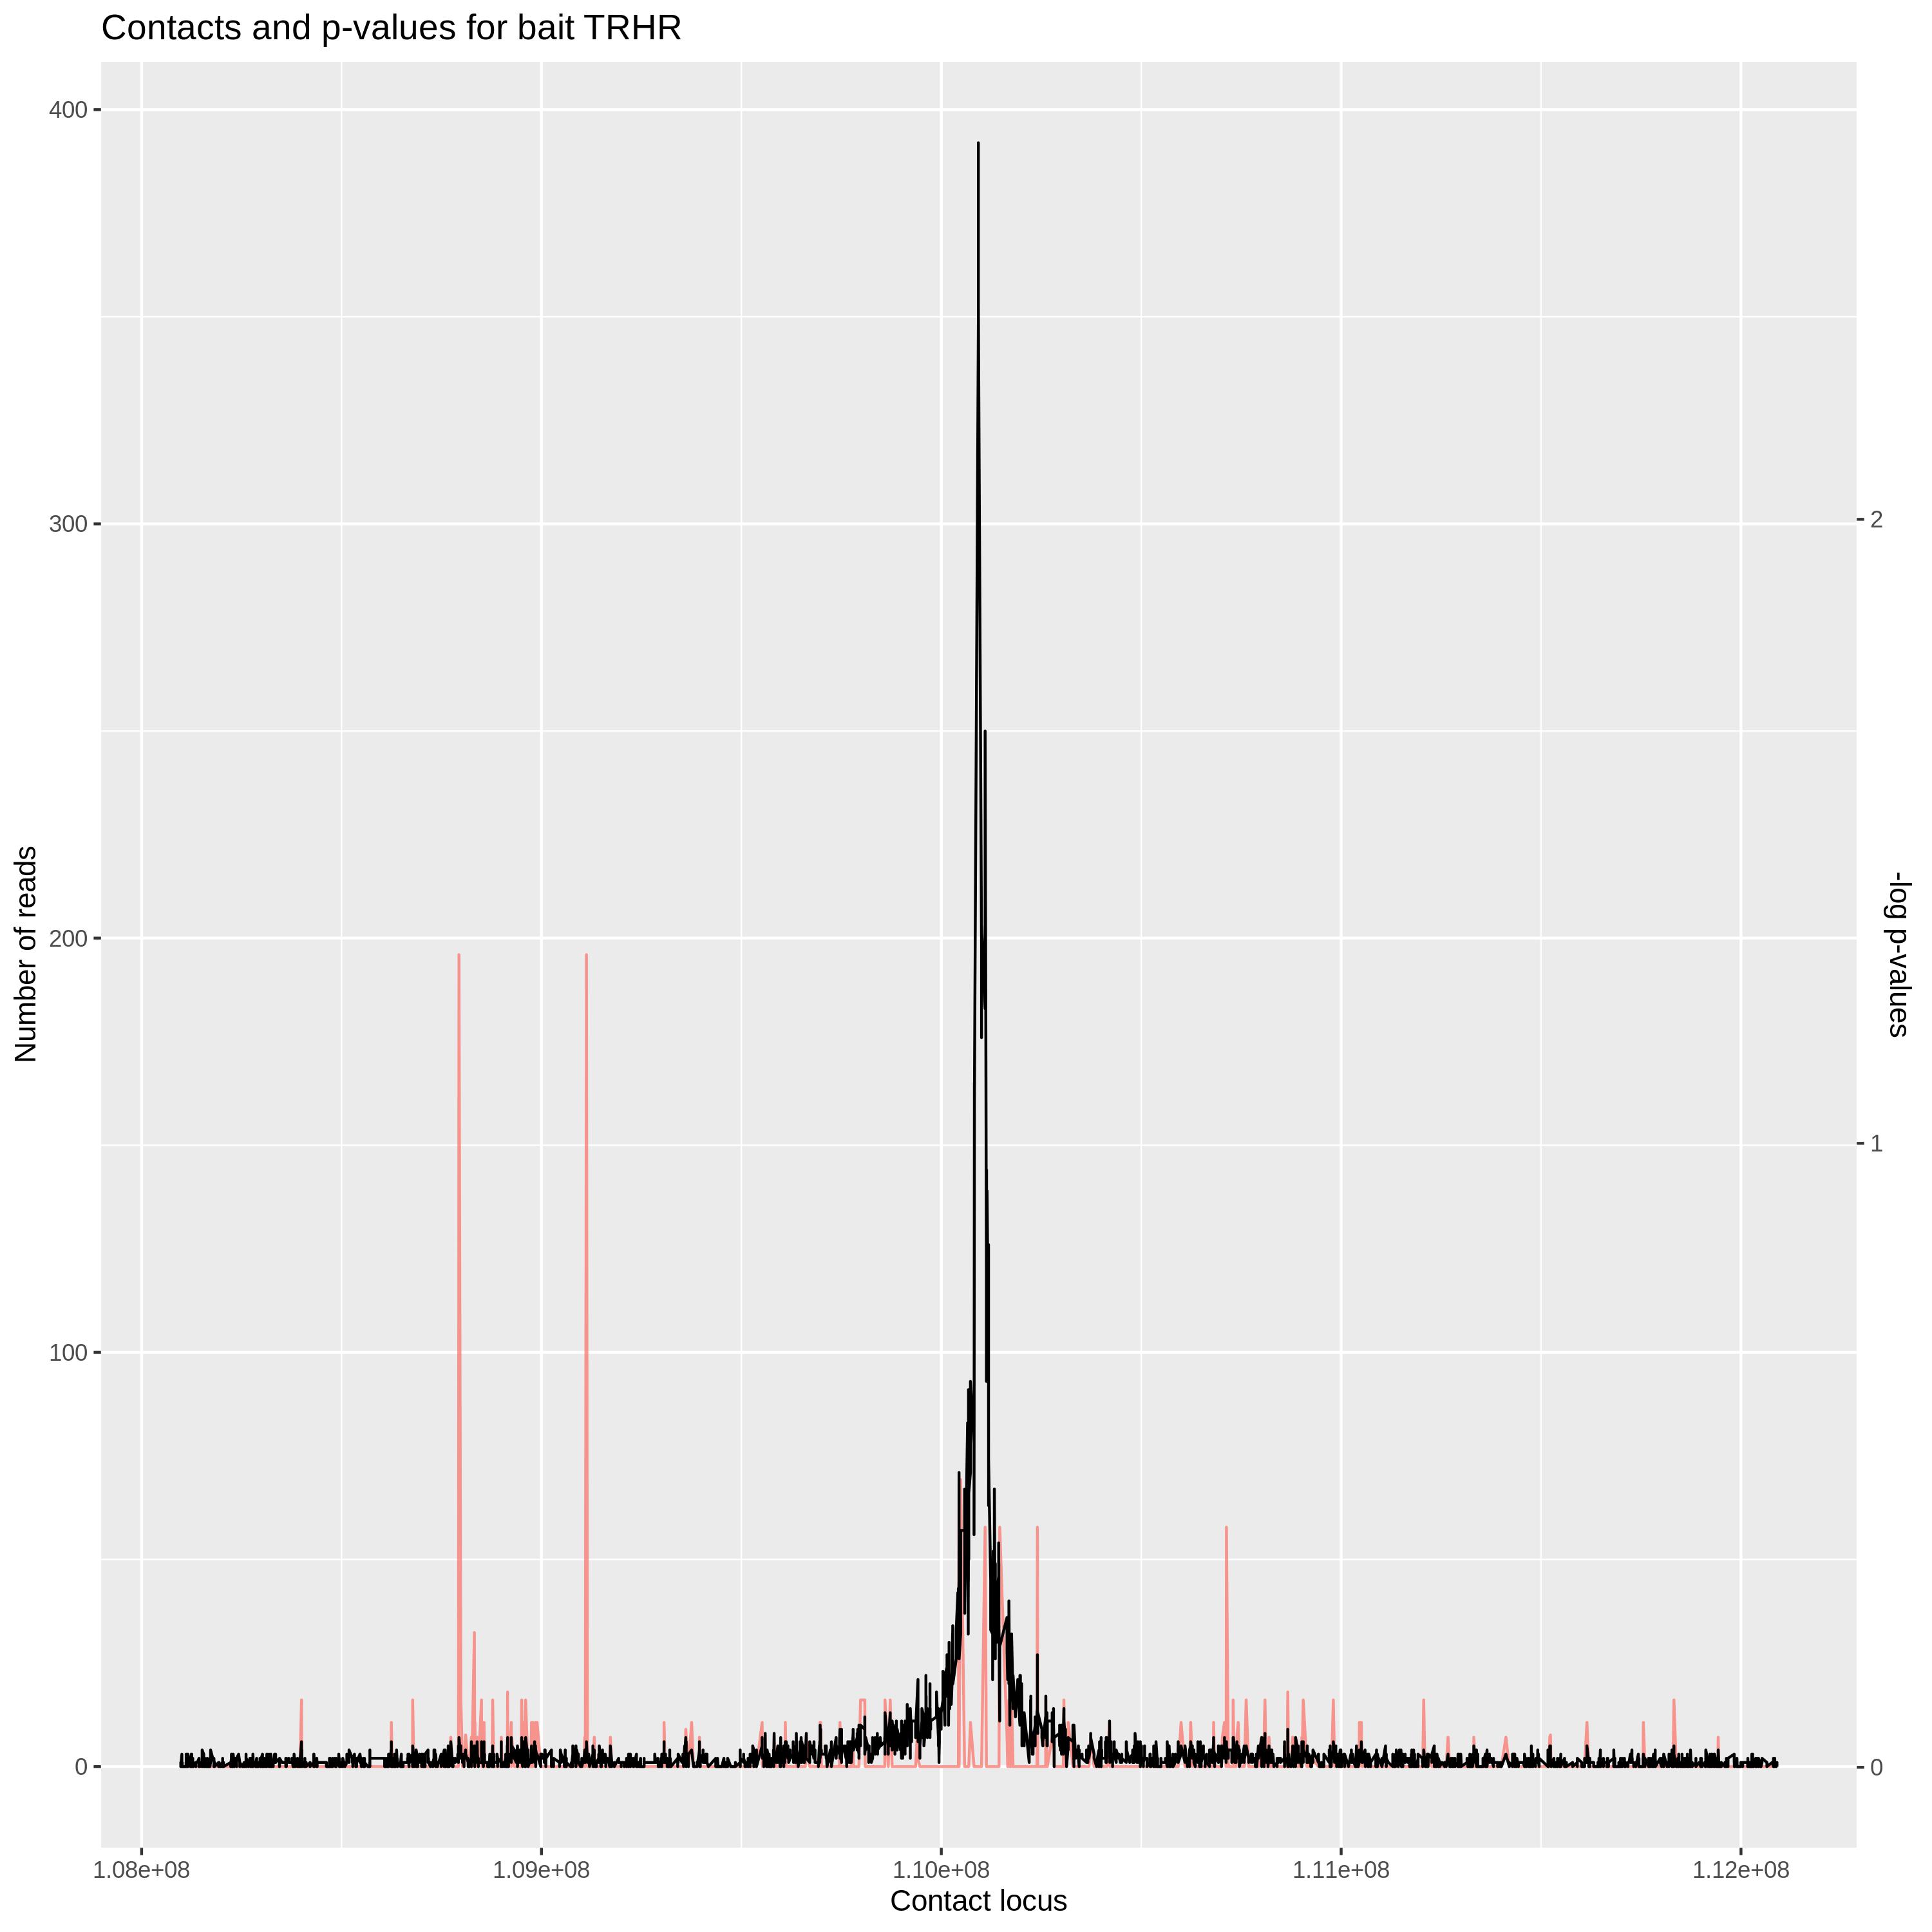 Contacts and p-values for bait TRHR
400
300
200
100
0
Number of reads
2
1
0
-log p-values
1.08e+08
1.09e+08
1.10e+08
1.11e+08
1.12e+08
Contact locus